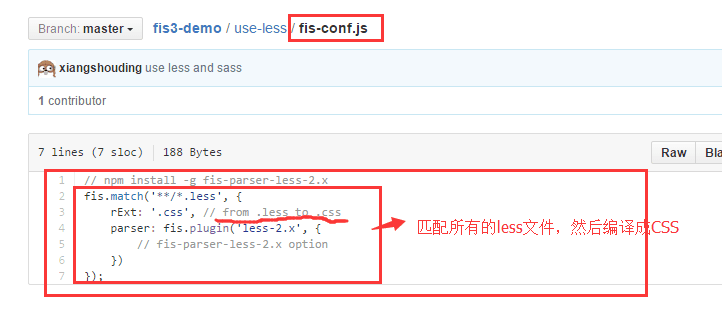 Branch: master
fis3-demo / use-less / fis-conf.js
xiangshouding use less and sass
1 contributor
7 lines (7 sloc) 188 Bytes
Raw
1 // npm install -g fis-parser-less-2.x
2 fis.match('**/*.less', {
3 rExt: '.css', // from .less to .css
4 parser: fis.plugin('less-2.x', {
5 // fis-parser-less-2.x option
6 })
7 });
匹配所有的less文件，然后编译成CSS